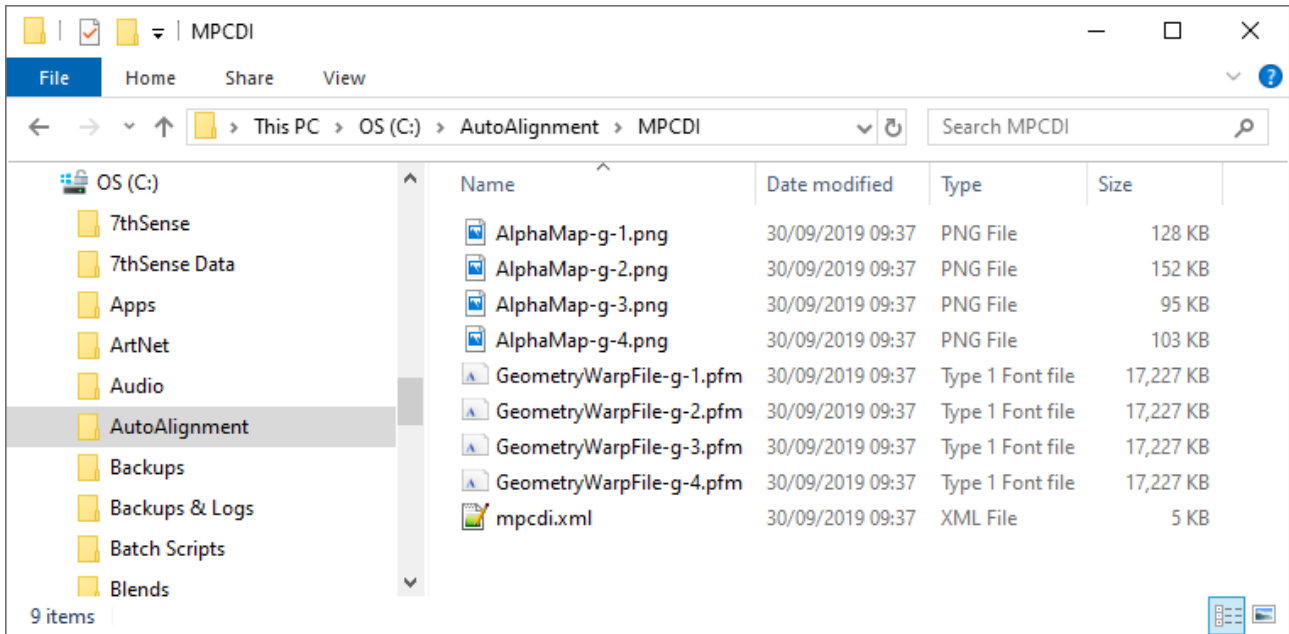 MPCDI
File Home Share View
This PC > OS (C:) > AutoAlignment > MPCDI Search MPCDI
OS (C:)
7thSense
7thSense Data
Apps
ArtNet
Audio
AutoAlignment
Backups
Backups & Logs
Batch Scripts
Blends
Name Date modified Type Size
AlphaMap-g-1.png 30/09/2019 09:37 PNG File 128 KB
AlphaMap-g-2.png 30/09/2019 09:37 PNG File 152 KB
AlphaMap-g-3.png 30/09/2019 09:37 PNG File 95 KB
AlphaMap-g-4.png 30/09/2019 09:37 PNG File 103 KB
GeometryWarpFile-g-1.pfm 30/09/2019 09:37 Type 1 Font file 17,227 KB
GeometryWarpFile-g-2.pfm 30/09/2019 09:37 Type 1 Font file 17,227 KB
GeometryWarpFile-g-3.pfm 30/09/2019 09:37 Type 1 Font file 17,227 KB
GeometryWarpFile-g-4.pfm 30/09/2019 09:37 Type 1 Font file 17,227 KB
mpcdi.xml 30/09/2019 09:37 XML File 5 KB
9 items